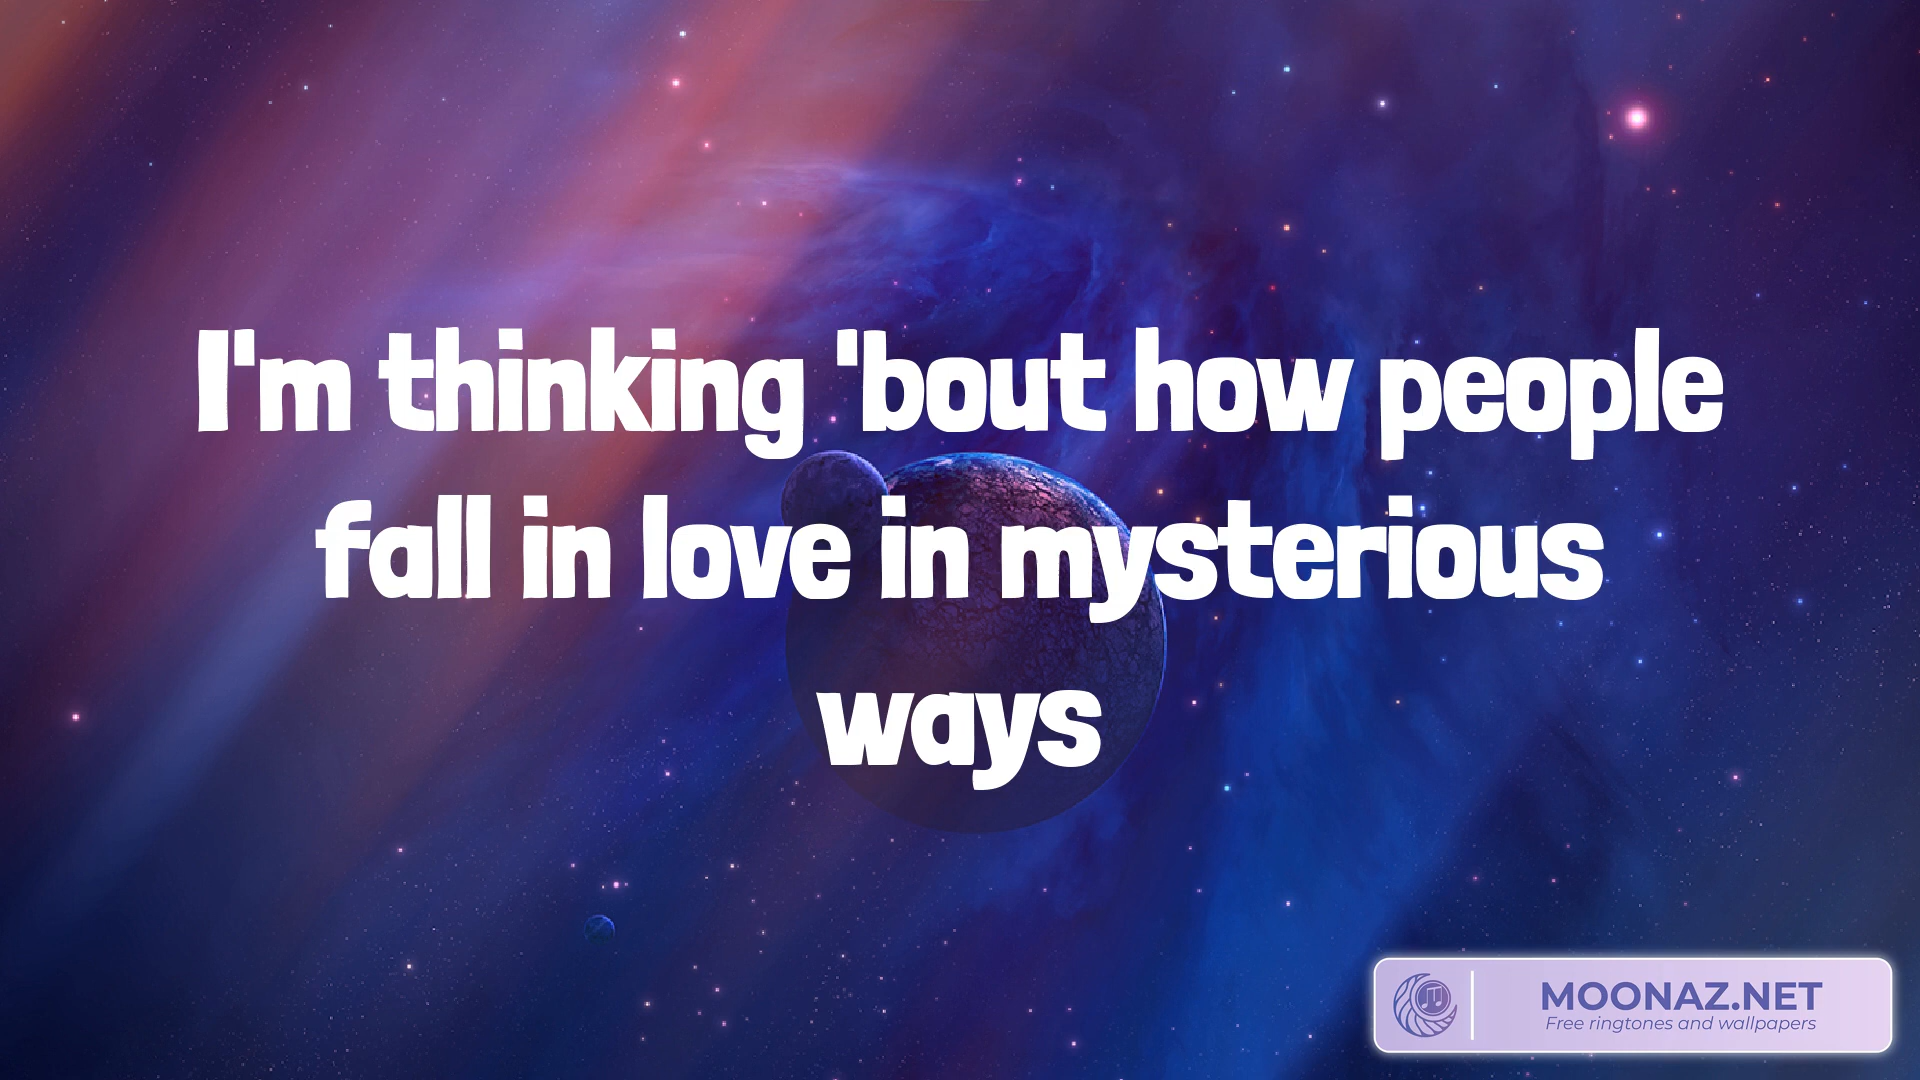 I'm thinking 'bout how people
fall in love in mysterious
ways
MOONAZ.NET
Free ringtones and wallpapers